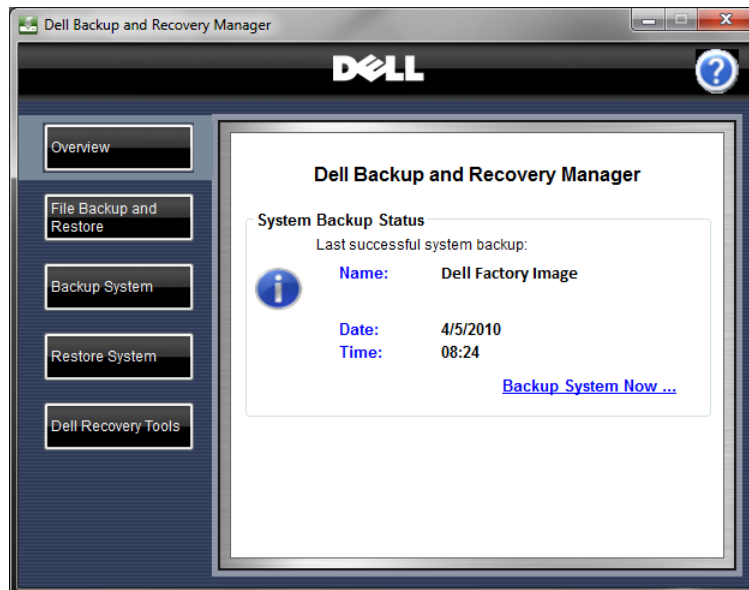 Dell Backup and Recovery Manager
DELL
?
Overview
File Backup and
Restore
Backup System
Restore System
Dell Recovery Tools
Dell Backup and Recovery Manager
System Backup Status
Last successful system backup:
Name: Dell Factory Image
Date: 4/5/2010
Time: 08:24
Backup System Now ...